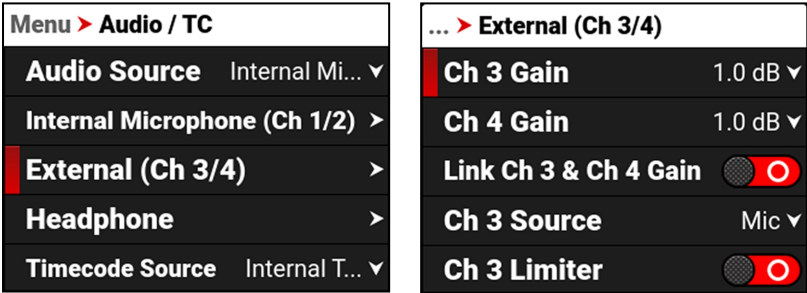 Menu > Audio / TC
Audio Source Internal Mi...
Internal Microphone (Ch 1/2) >
External (Ch 3/4) >
Headphone >
Timecode Source Internal T...
... > External (Ch 3/4)
Ch 3 Gain 1.0 dB
Ch 4 Gain 1.0 dB
Link Ch 3 & Ch 4 Gain
Ch 3 Source Mic
Ch 3 Limiter